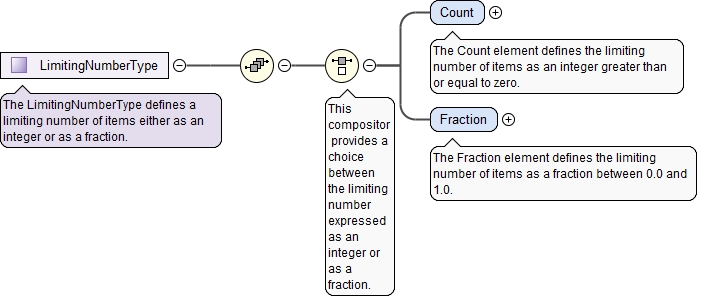 LimitingNumberType
The LimitingNumberType defines a
limiting number of items either as an
integer or as a fraction.
This
compositor
provides a
choice
between
the limiting
number
expressed
as an
integer or
as a
fraction.
Count
The Count element defines the limiting
number of items as an integer greater than
or equal to zero.
Fraction
The Fraction element defines the limiting
number of items as a fraction between 0.0 and
1.0.